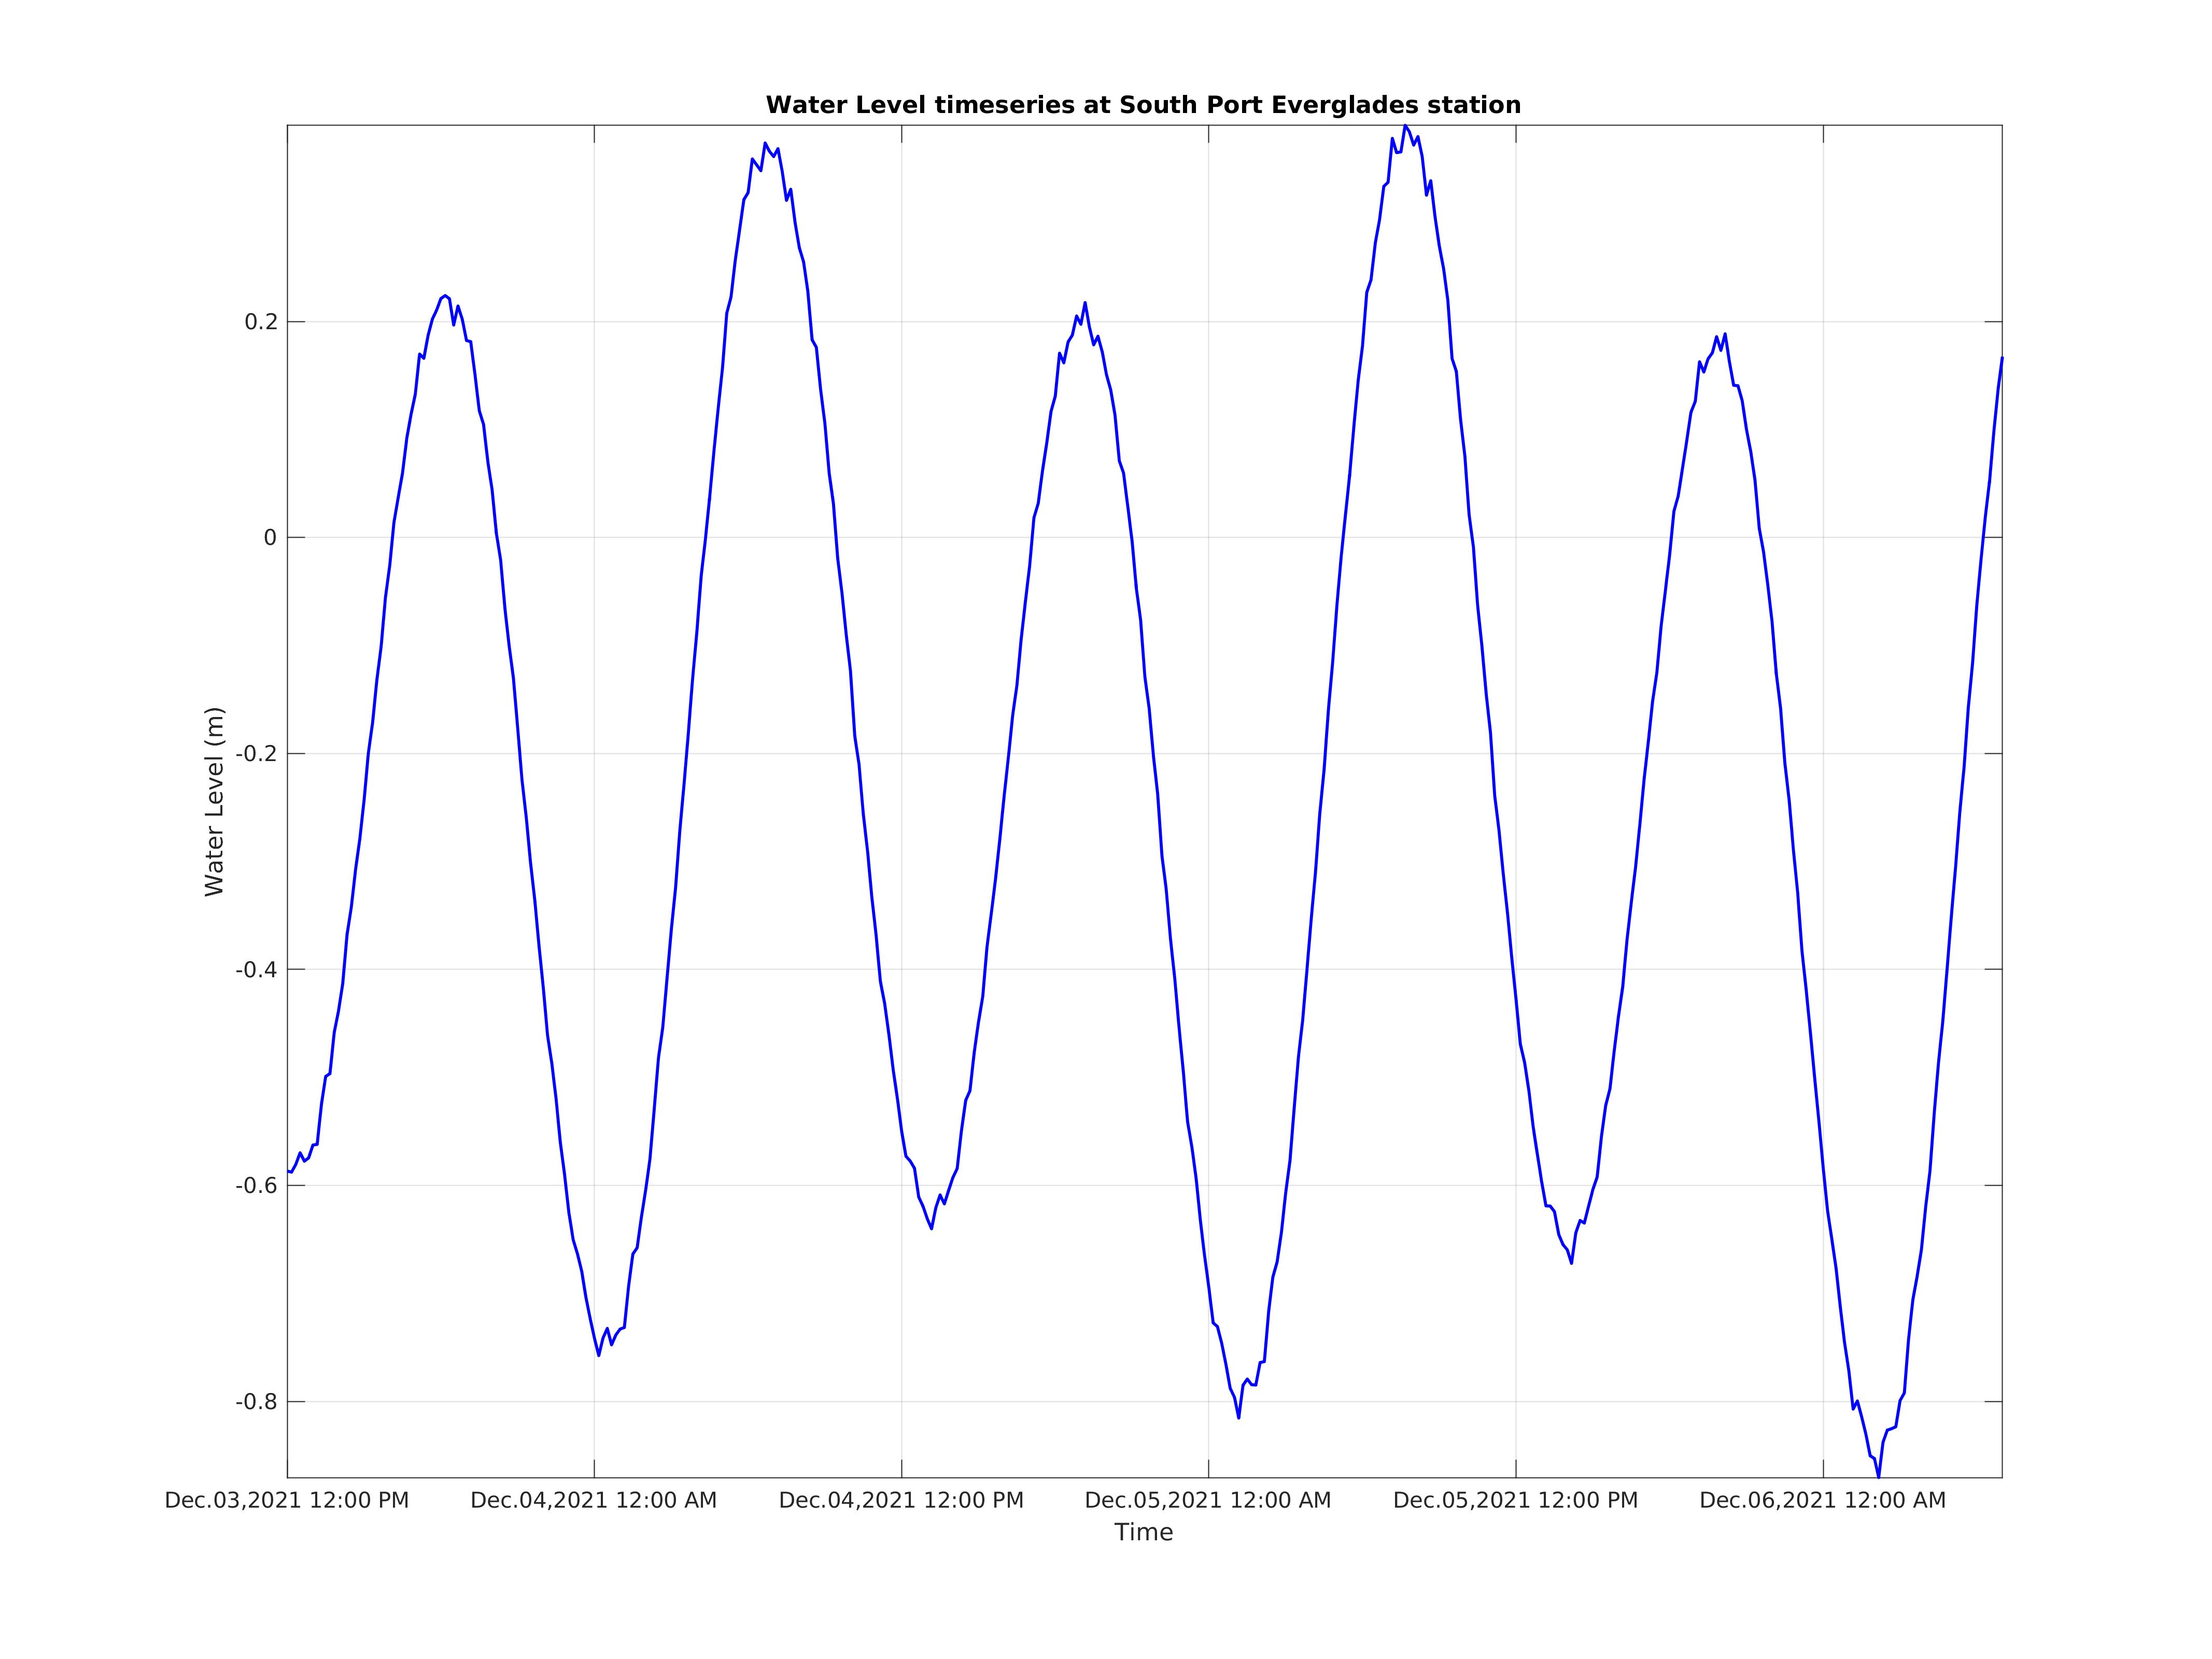 Water Level timeseries at South Port Everglades station
0.2
0
-0.2
-0.4
-0.6
-0.8
Water Level (m)
Dec.03,2021 12:00 PM
Dec.04,2021 12:00 AM
Dec.04,2021 12:00 PM
Dec.05,2021 12:00 AM
Dec.05,2021 12:00 PM
Dec.06,2021 12:00 AM
Time